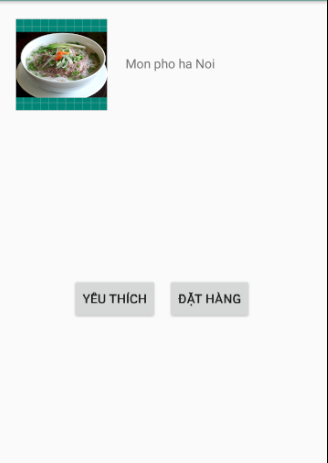 Mon pho ha Noi
YÊU THÍCH
ĐẶT HÀNG